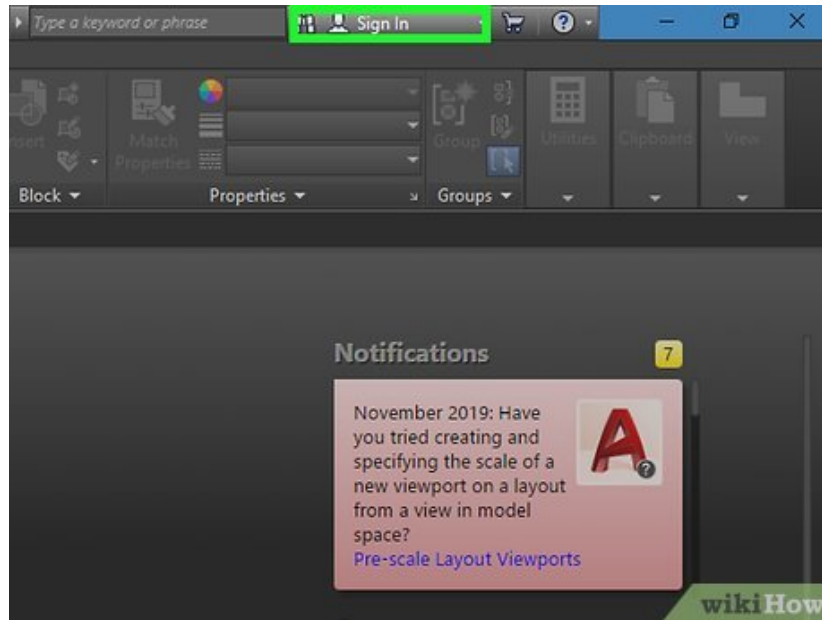 Type a keyword or phrase
Sign In
Match
Properties
Group
Utilities
Clipboard
View
Block
Properties
Groups
Notifications
7
November 2019: Have
you tried creating and
specifying the scale of a
new viewport on a layout
from a view in model
space?
Pre-scale Layout Viewports
wikiHow